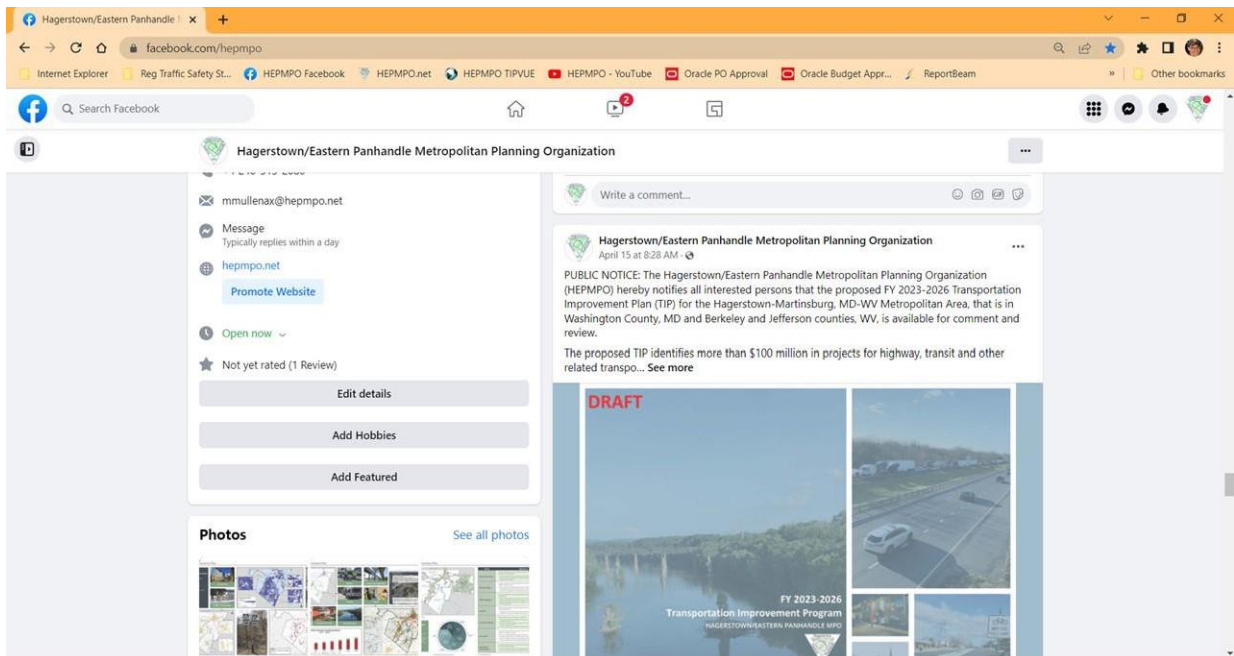 Hagerstown/Eastern Panhandle
facebook.com/hepmpo
Internet Explorer
Reg Traffic Safety St...
HEPMPO Facebook
HEPMPO.net
HEPMPO TIPVUE
HEPMPO - YouTube
Oracle PO Approval
Oracle Budget Appr...
ReportBeam
»
Other bookmarks
Search Facebook
2
Hagerstown/Eastern Panhandle Metropolitan Planning Organization
...
mmullenax@hepmpo.net
Message
Typically replies within a day
hepmpo.net
Promote Website
Open now
Not yet rated (1 Review)
Edit details
Add Hobbies
Add Featured
Photos
See all photos
Write a comment...
GIF
Hagerstown/Eastern Panhandle Metropolitan Planning Organization
...
April 15 at 8:28 AM ·
PUBLIC NOTICE: The Hagerstown/Eastern Panhandle Metropolitan Planning Organization
(HEPMPO) hereby notifies all interested persons that the proposed FY 2023-2026 Transportation
Improvement Plan (TIP) for the Hagerstown-Martinsburg, MD-WV Metropolitan Area, that is in
Washington County, MD and Berkeley and Jefferson counties, WV, is available for comment and
review.
The proposed TIP identifies more than $100 million in projects for highway, transit and other
related transpo... See more
DRAFT
FY 2023-2026
Transportation Improvement Program
HAGERSTOWN/EASTERN PANHANDLE MPO